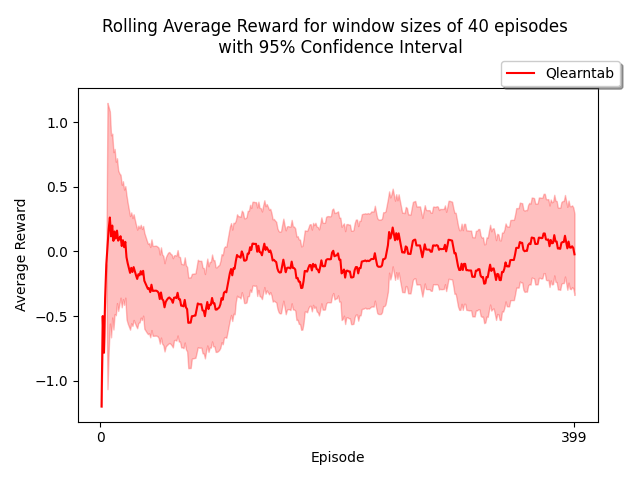 Rolling Average Reward for window sizes of 40 episodes
with 95% Confidence Interval
Qlearntab
1.0
0.5
0.0
−0.5
−1.0
Average Reward
0
399
Episode